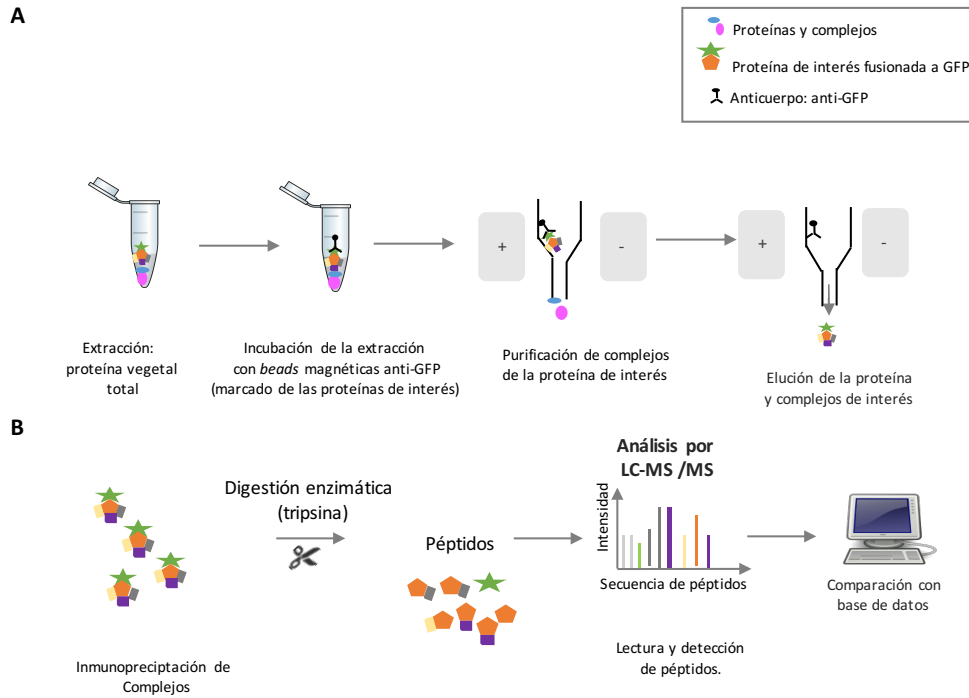 A
Proteínas y complejos
Proteína de interés fusionada a GFP
Anticuerpo: anti-GFP
+
-
+
-
Extracción:
proteína vegetal
total
Incubación de la extracción
con beads magnéticas anti-GFP
(marcado de las proteínas de interés)
Purificación de complejos
de la proteína de interés
Elución de la proteína
y complejos de interés
B
Inmunopreciptación de
Complejos
Digestión enzimática
(tripsina)
Péptidos
Análisis por
LC-MS /MS
Intensidad
Secuencia de péptidos
Lectura y detección
de péptidos.
Comparación con
base de datos